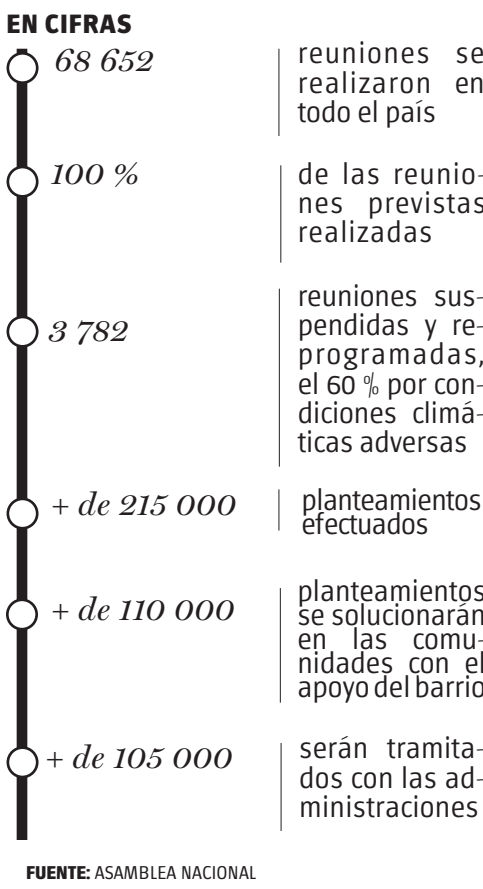 EN CIFRAS
68 652
reuniones se
realizaron en
todo el país
100 %
de las reunio-
nes previstas
realizadas
3 782
reuniones sus-
pendidas y re-
programadas,
el 60 % por con-
diciones climá-
ticas adversas
+ de 215 000
planteamientos
efectuados
+ de 110 000
planteamientos
se solucionarán
en las comu-
nidades con el
apoyo del barrio
+ de 105 000
serán tramita-
dos con las ad-
ministraciones
FUENTE: ASAMBLEA NACIONAL